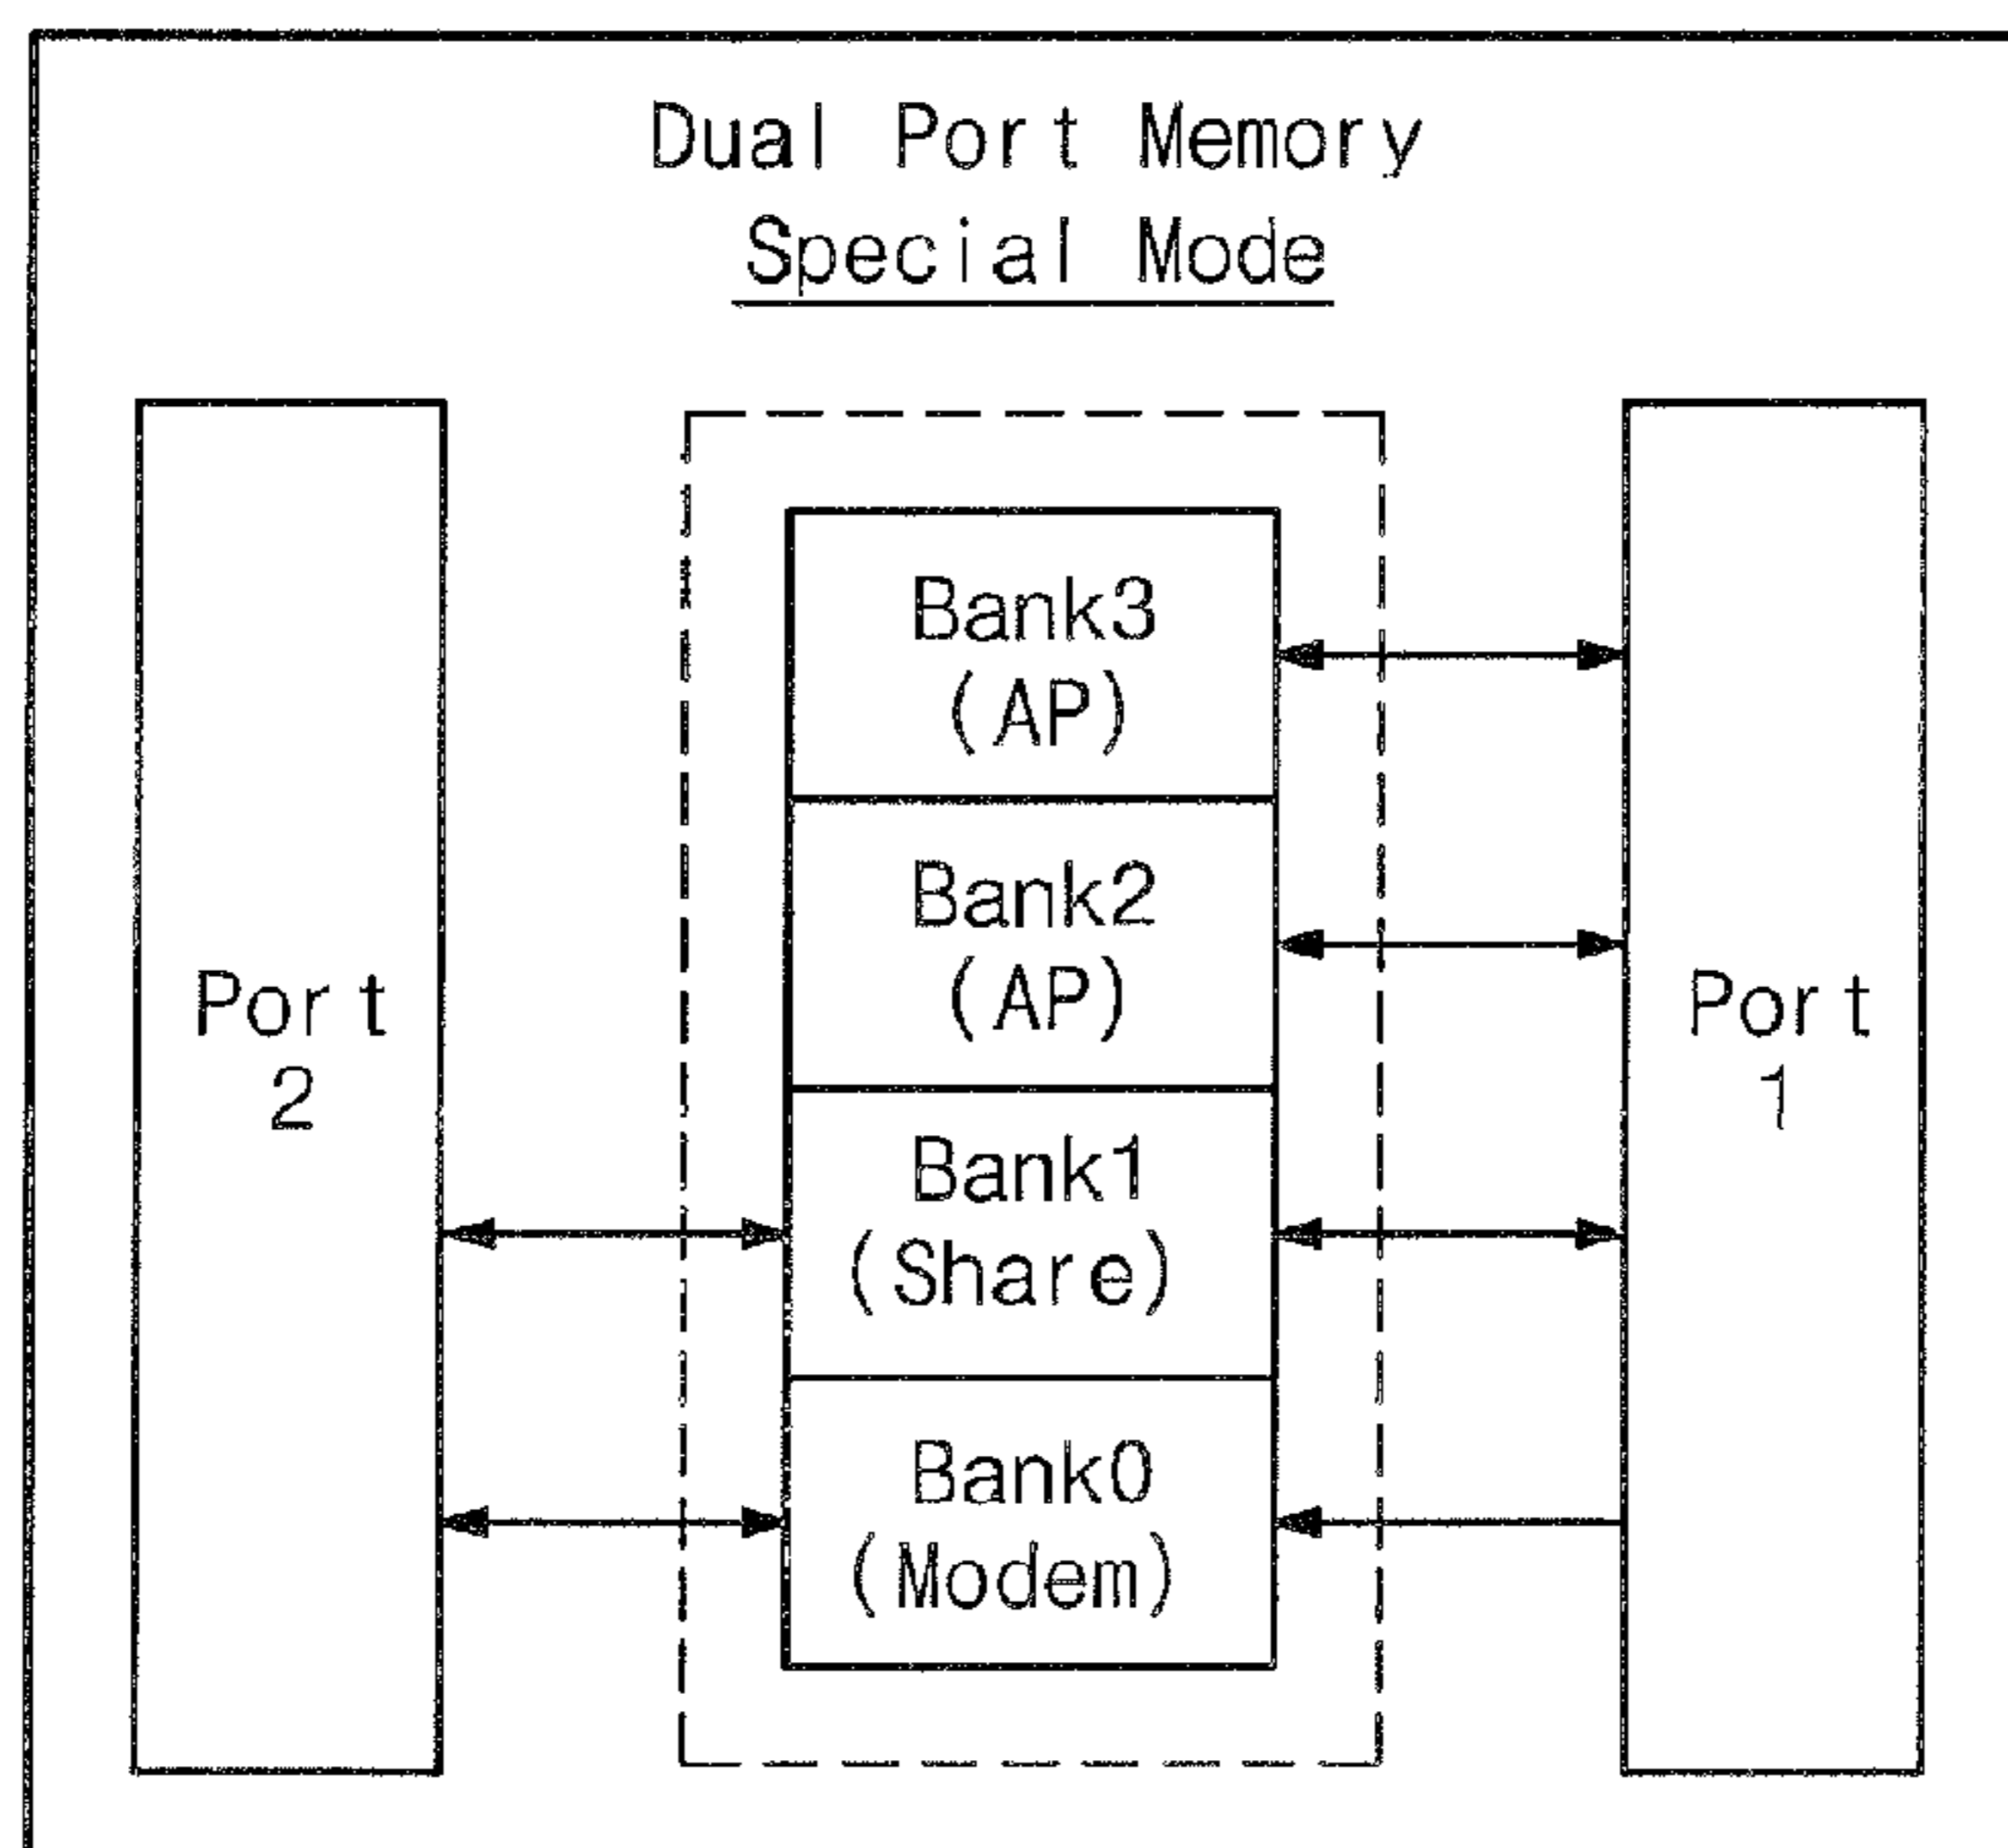 Dual Port Memory
Special Mode
Bank3
(AP)
Bank2
(AP)
Port
2
Port
1
Bank1
(Share)
Bank0
(Modem)